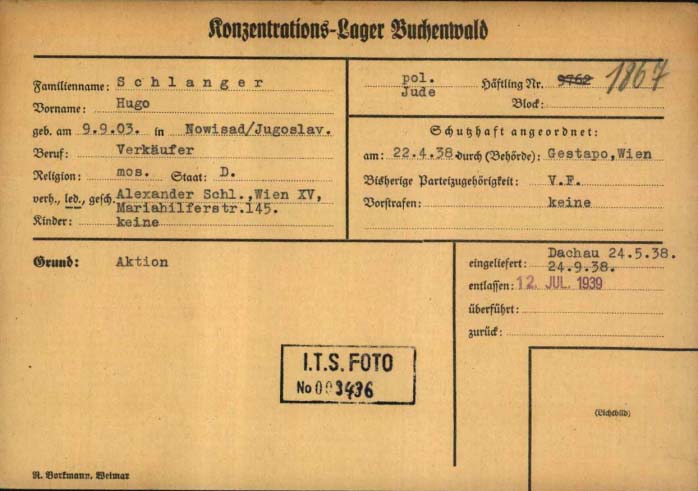 Konzentrations-Lager Buchenwald
Familienname: Schlanger
Vorname: Hugo
geb. am 9.9.03. in Nowisad/Jugoslav.
Beruf: Verkäufer
Religion: mos. Staat: D.
verh., led., gesch. Alexander Schl.,Wien XV,
Mariahilferstr.145.
Kinder: keine
pol.
Jude
Häftling Nr. 9762 1867
Block:
Schutzhaft angeordnet:
am: 22.4.38. durch (Behörde): Gestapo,Wien
Bisherige Parteizugehörigkeit: V.F.
Vorstrafen: keine
Grund: Aktion
Dachau 24.5.38.
eingeliefert: 24.9.38.
entlassen: 12. JUL. 1939
überführt:
zurück:
I.T.S. FOTO
No 003436
(Lichtbild)
R. Borkmann, Weimar